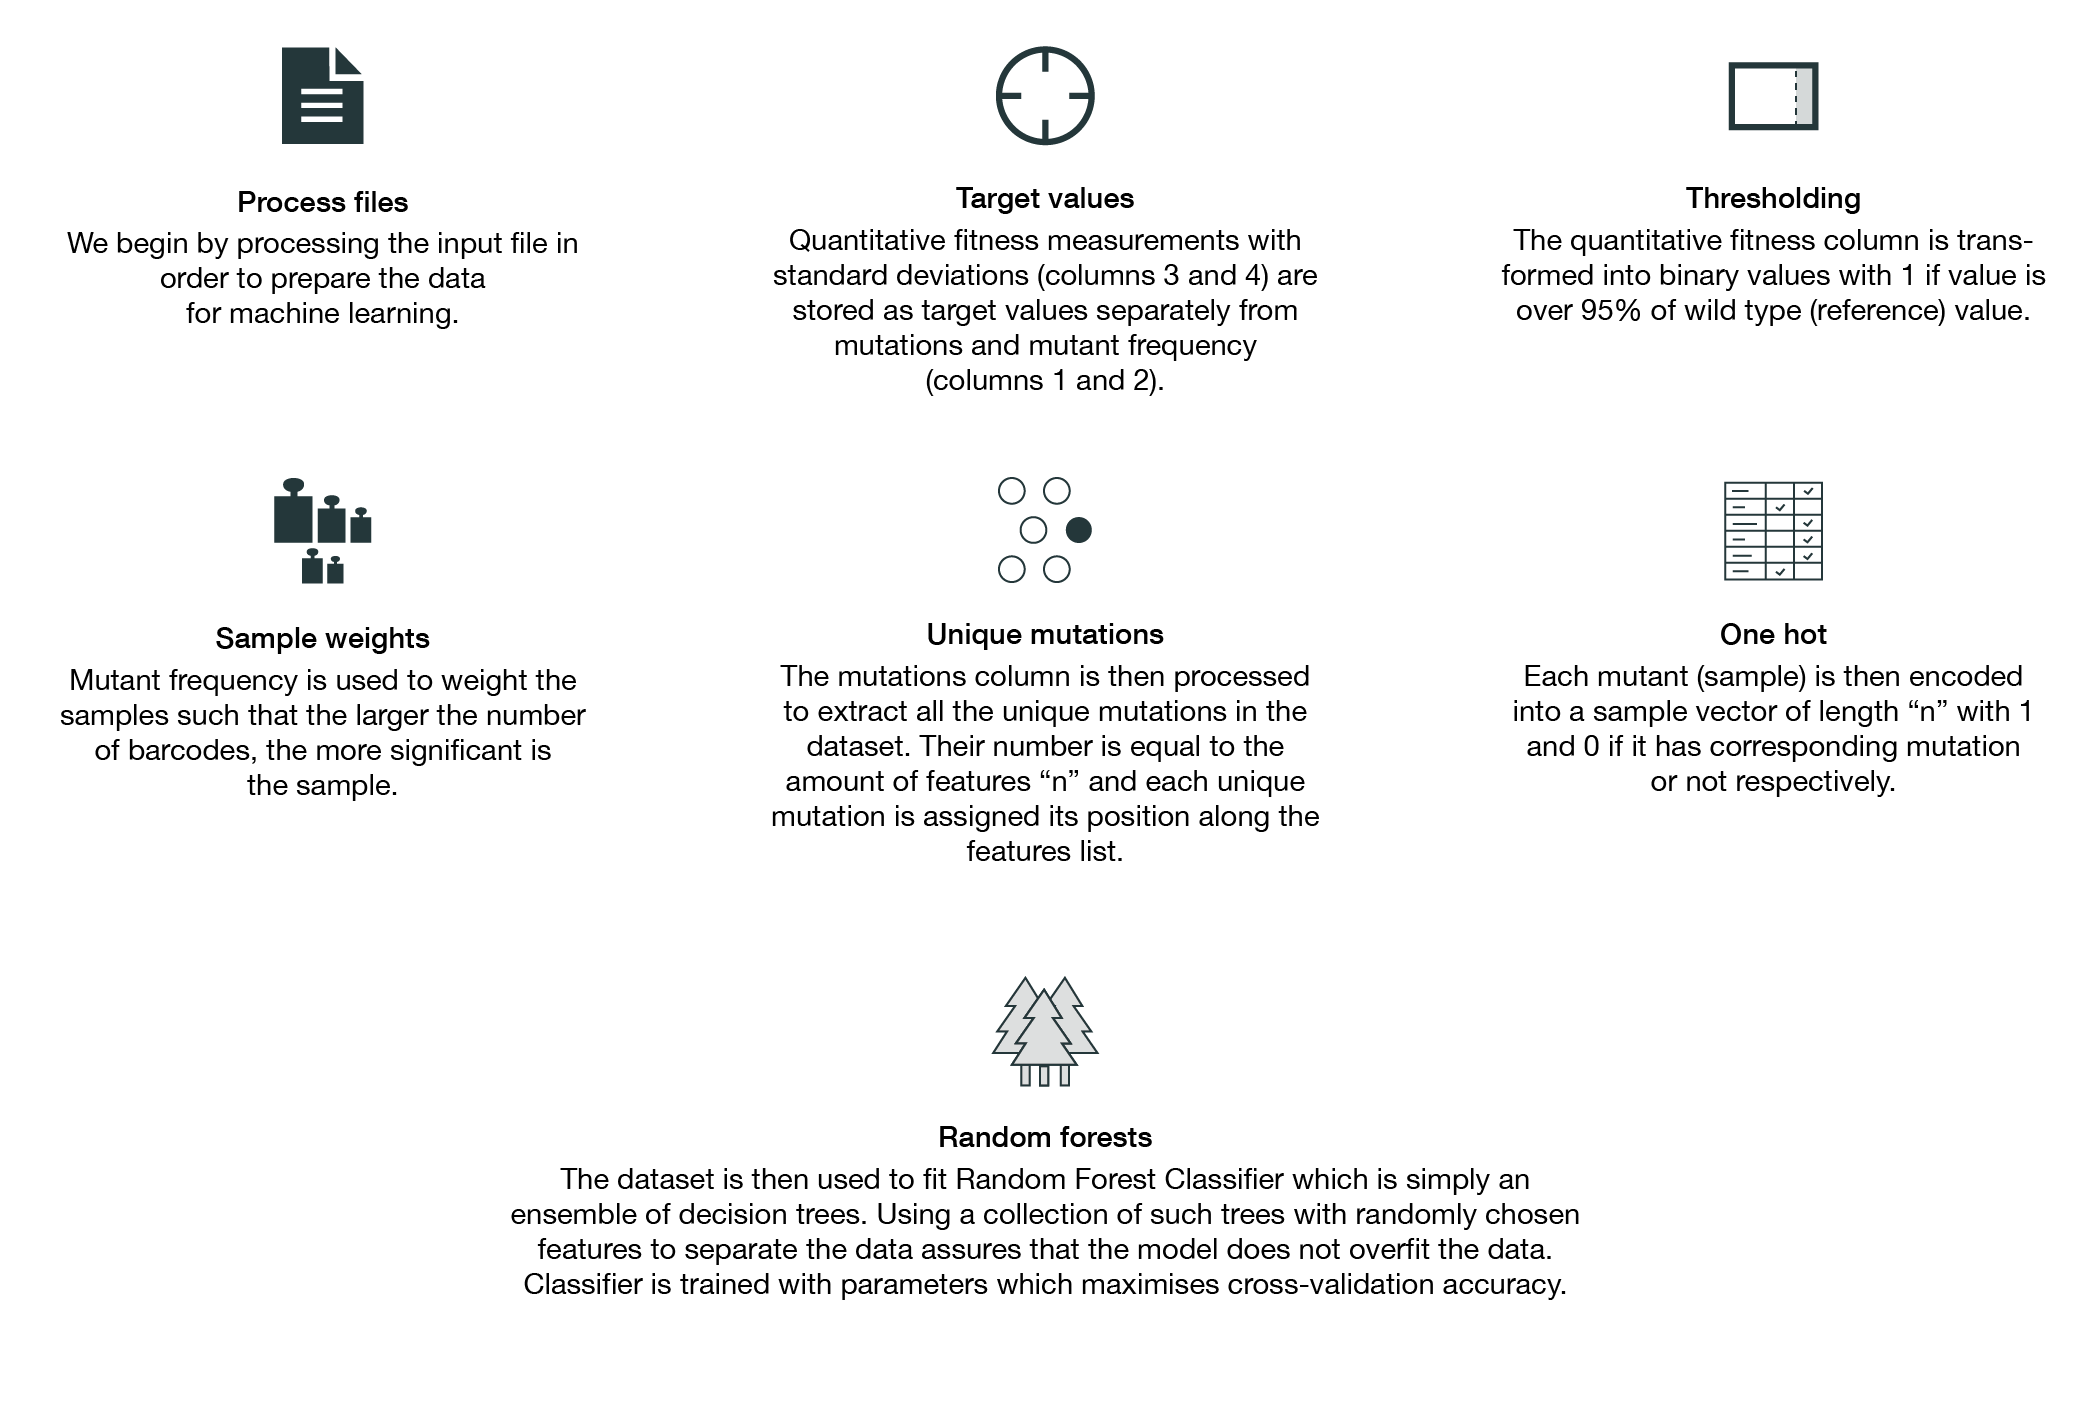 Process files
We begin by processing the input file in
order to prepare the data
for machine learning.
Target values
Quantitative fitness measurements with
standard deviations (columns 3 and 4) are
stored as target values separately from
mutations and mutant frequency
(columns 1 and 2).
Thresholding
The quantitative fitness column is trans-
formed into binary values with 1 if value is
over 95% of wild type (reference) value.
Sample weights
Mutant frequency is used to weight the
samples such that the larger the number
of barcodes, the more significant is
the sample.
Unique mutations
The mutations column is then processed
to extract all the unique mutations in the
dataset. Their number is equal to the
amount of features “n” and each unique
mutation is assigned its position along the
features list.
One hot
Each mutant (sample) is then encoded
into a sample vector of length “n” with 1
and 0 if it has corresponding mutation
or not respectively.
Random forests
The dataset is then used to fit Random Forest Classifier which is simply an
ensemble of decision trees. Using a collection of such trees with randomly chosen
features to separate the data assures that the model does not overfit the data.
Classifier is trained with parameters which maximises cross-validation accuracy.